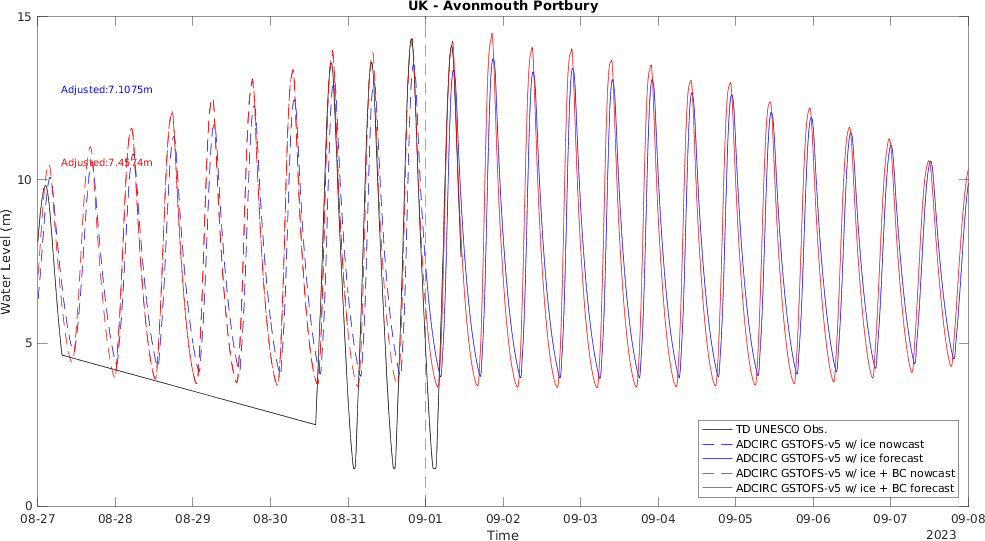 UK - Avonmouth Portbury
15
10
5
0
Water Level (m)
Adjusted:7.1075m
Adjusted:7.4574m
TD UNESCO Obs.
ADCIRC GSTOFS-v5 w/ ice nowcast
ADCIRC GSTOFS-v5 w/ ice forecast
ADCIRC GSTOFS-v5 w/ ice + BC nowcast
ADCIRC GSTOFS-v5 w/ ice + BC forecast
08-27 08-28 08-29 08-30 08-31 09-01 09-02 09-03 09-04 09-05 09-06 09-07 09-08
Time
2023